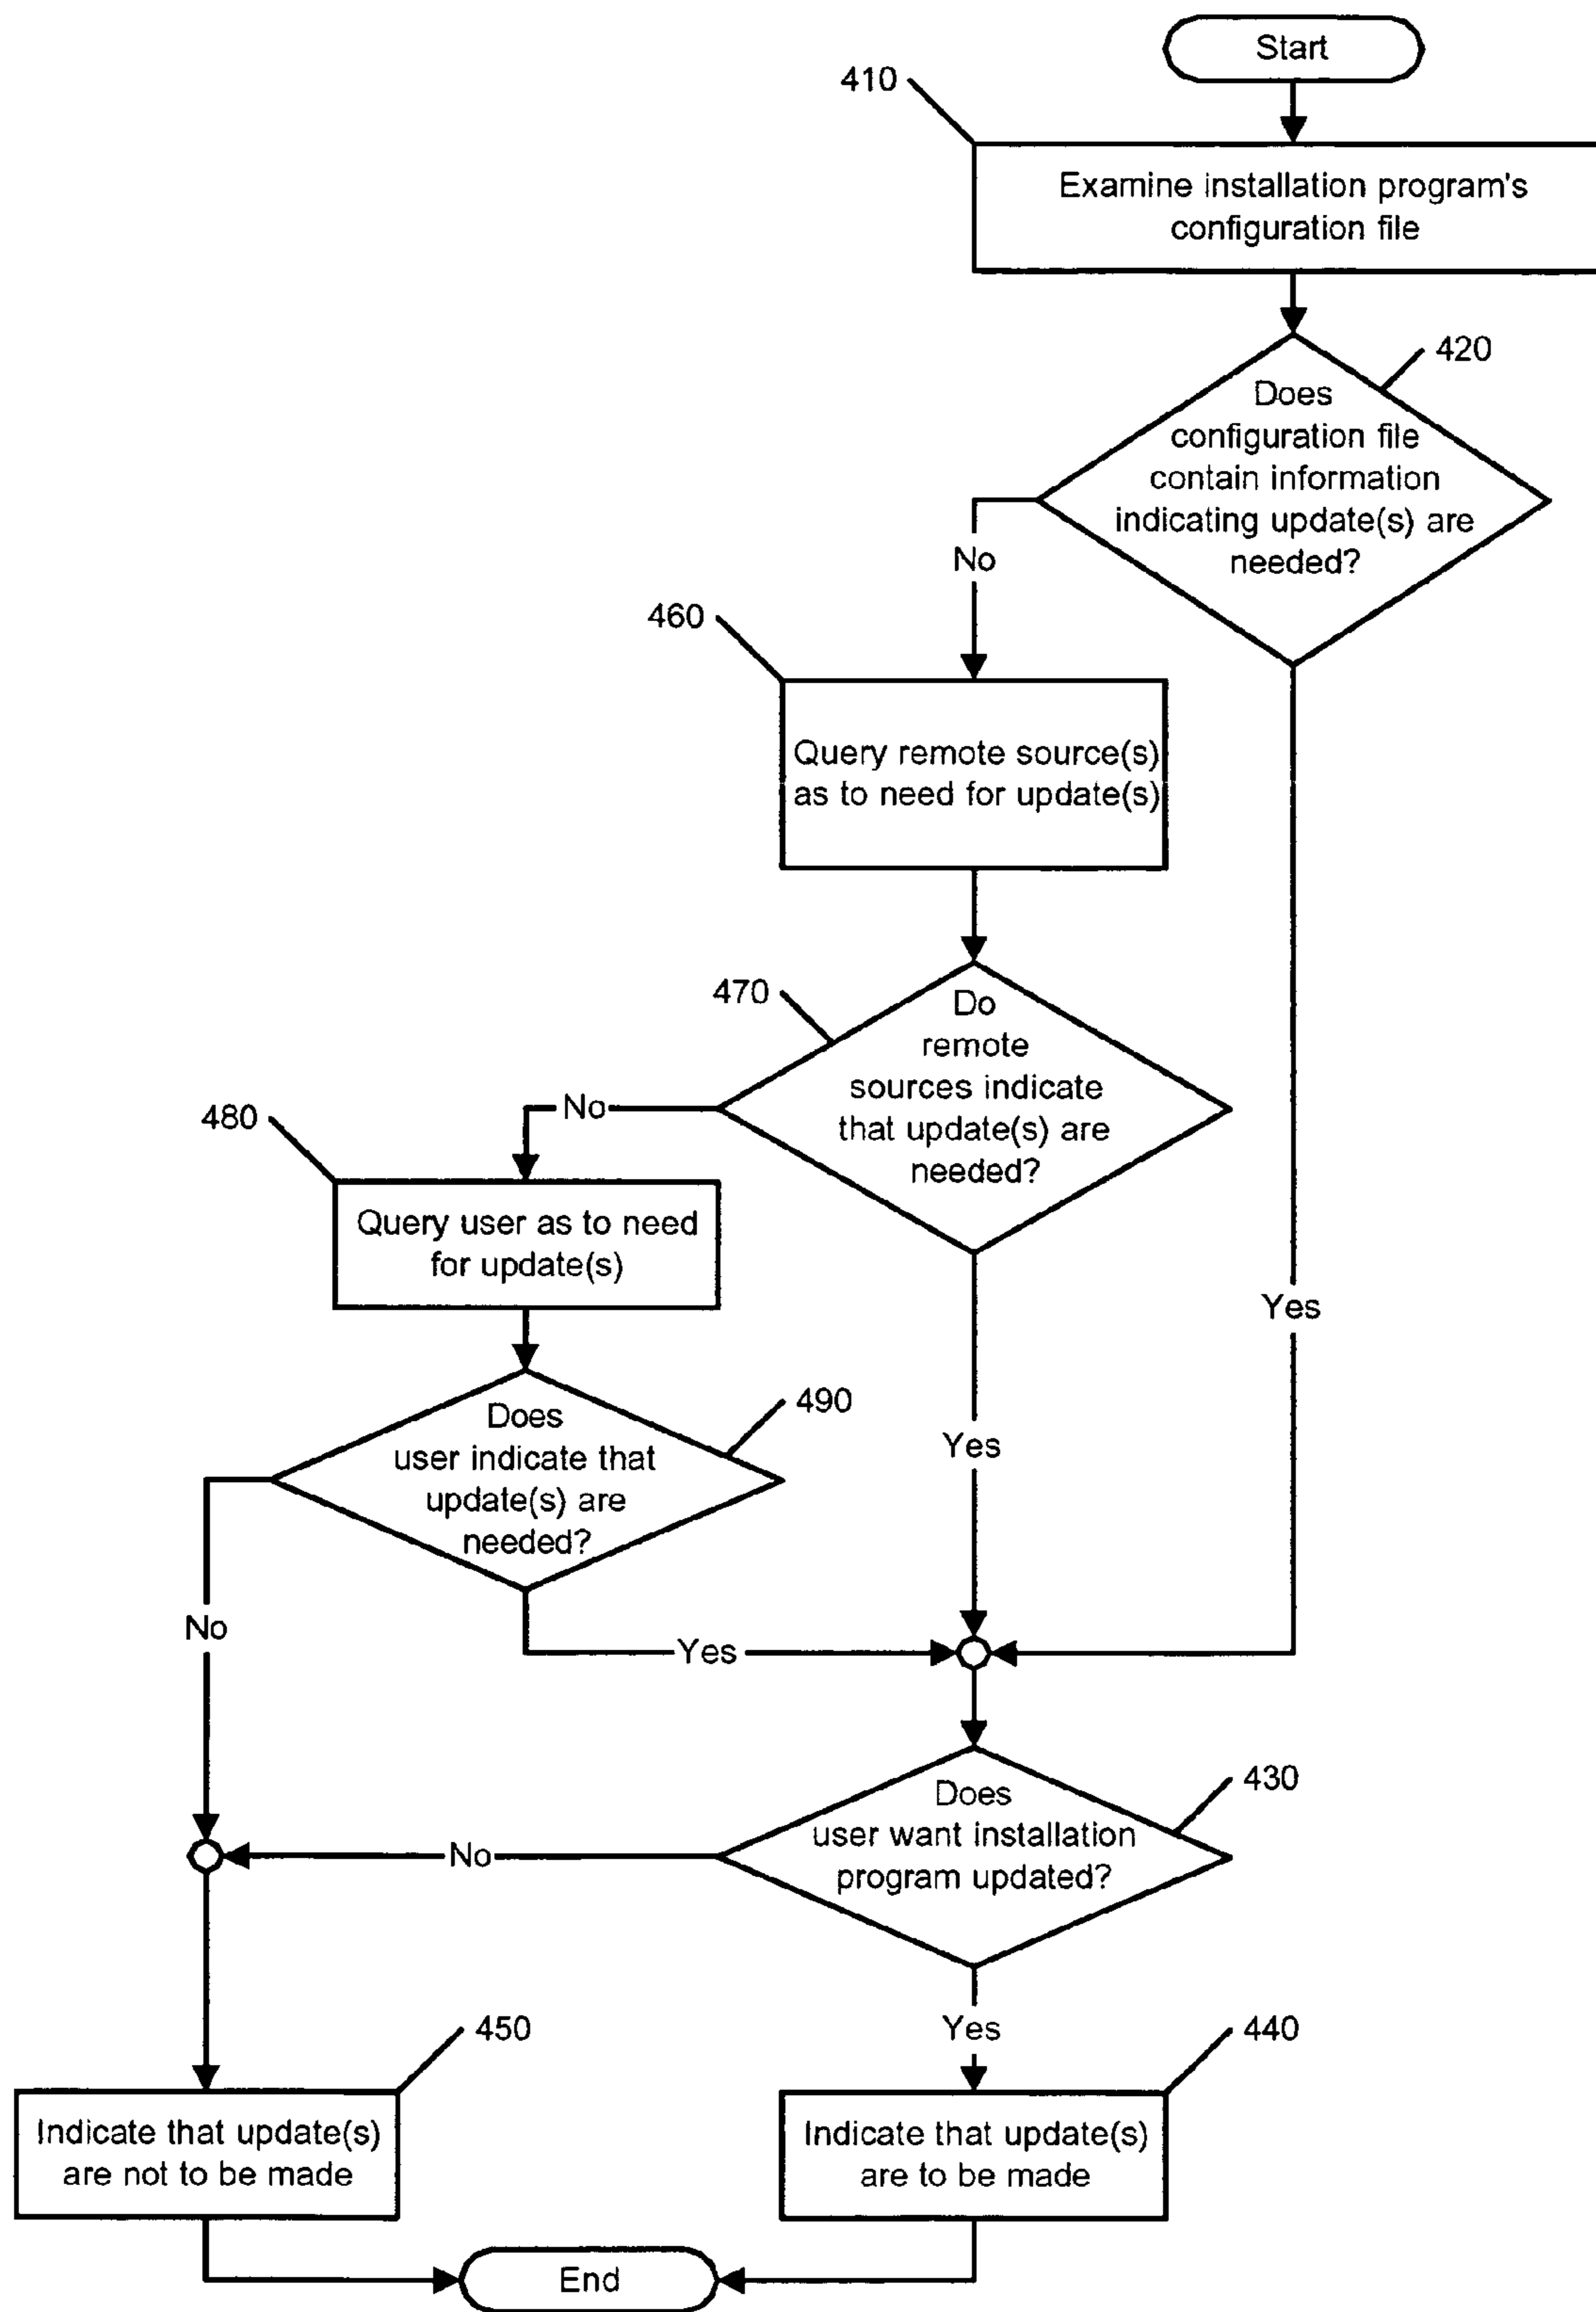 Start
410
Examine installation program's
configuration file
420
Does
configuration file
contain information
indicating update(s) are
needed?
No
460
Query remote source(s)
as to need for update(s)
470
Do
remote
sources indicate
that update(s) are
needed?
No
480
Query user as to need
for update(s)
Yes
490
Does
user indicate that
update(s) are
needed?
Yes
No
Yes
430
Does
user want installation
program updated?
No
Yes
450
440
Indicate that update(s)
are not to be made
Indicate that update(s)
are to be made
End